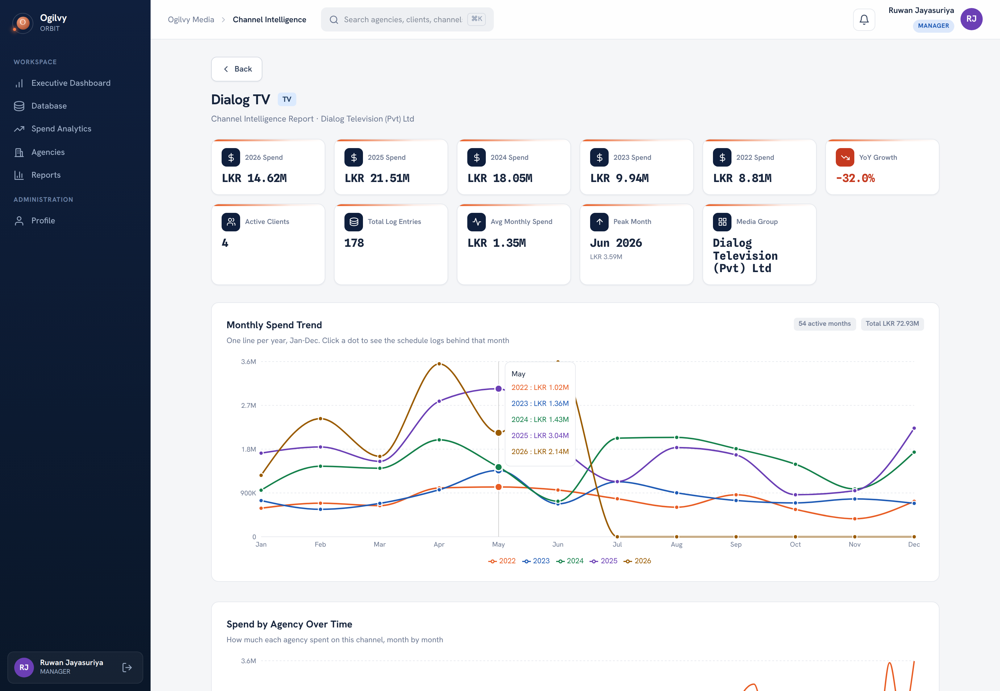 Ogilvy
ORBIT
WORKSPACE
Executive Dashboard
Database
Spend Analytics
Agencies
Reports
ADMINISTRATION
Profile
RJ
Ruwan Jayasuriya
MANAGER
Ogilvy Media
Channel Intelligence
Search agencies, clients, channel
⌘K
Ruwan Jayasuriya
MANAGER
RJ
Back
Dialog TV
TV
Channel Intelligence Report · Dialog Television (Pvt) Ltd
2026 Spend
LKR 14.62M
2025 Spend
LKR 21.51M
2024 Spend
LKR 18.05M
2023 Spend
LKR 9.94M
2022 Spend
LKR 8.81M
YoY Growth
-32.0%
Active Clients
4
Total Log Entries
178
Avg Monthly Spend
LKR 1.35M
Peak Month
Jun 2026
LKR 3.59M
Media Group
Dialog
Television
(Pvt) Ltd
Monthly Spend Trend
54 active months
Total LKR 72.93M
One line per year, Jan-Dec. Click a dot to see the schedule logs behind that month
3.6M
2.7M
1.8M
900K
0
May
2022 : LKR 1.02M
2023 : LKR 1.36M
2024 : LKR 1.43M
2025 : LKR 3.04M
2026 : LKR 2.14M
Jan Feb Mar Apr May Jun Jul Aug Sep Oct Nov Dec
2022 2023 2024 2025 2026
Spend by Agency Over Time
How much each agency spent on this channel, month by month
3.6M